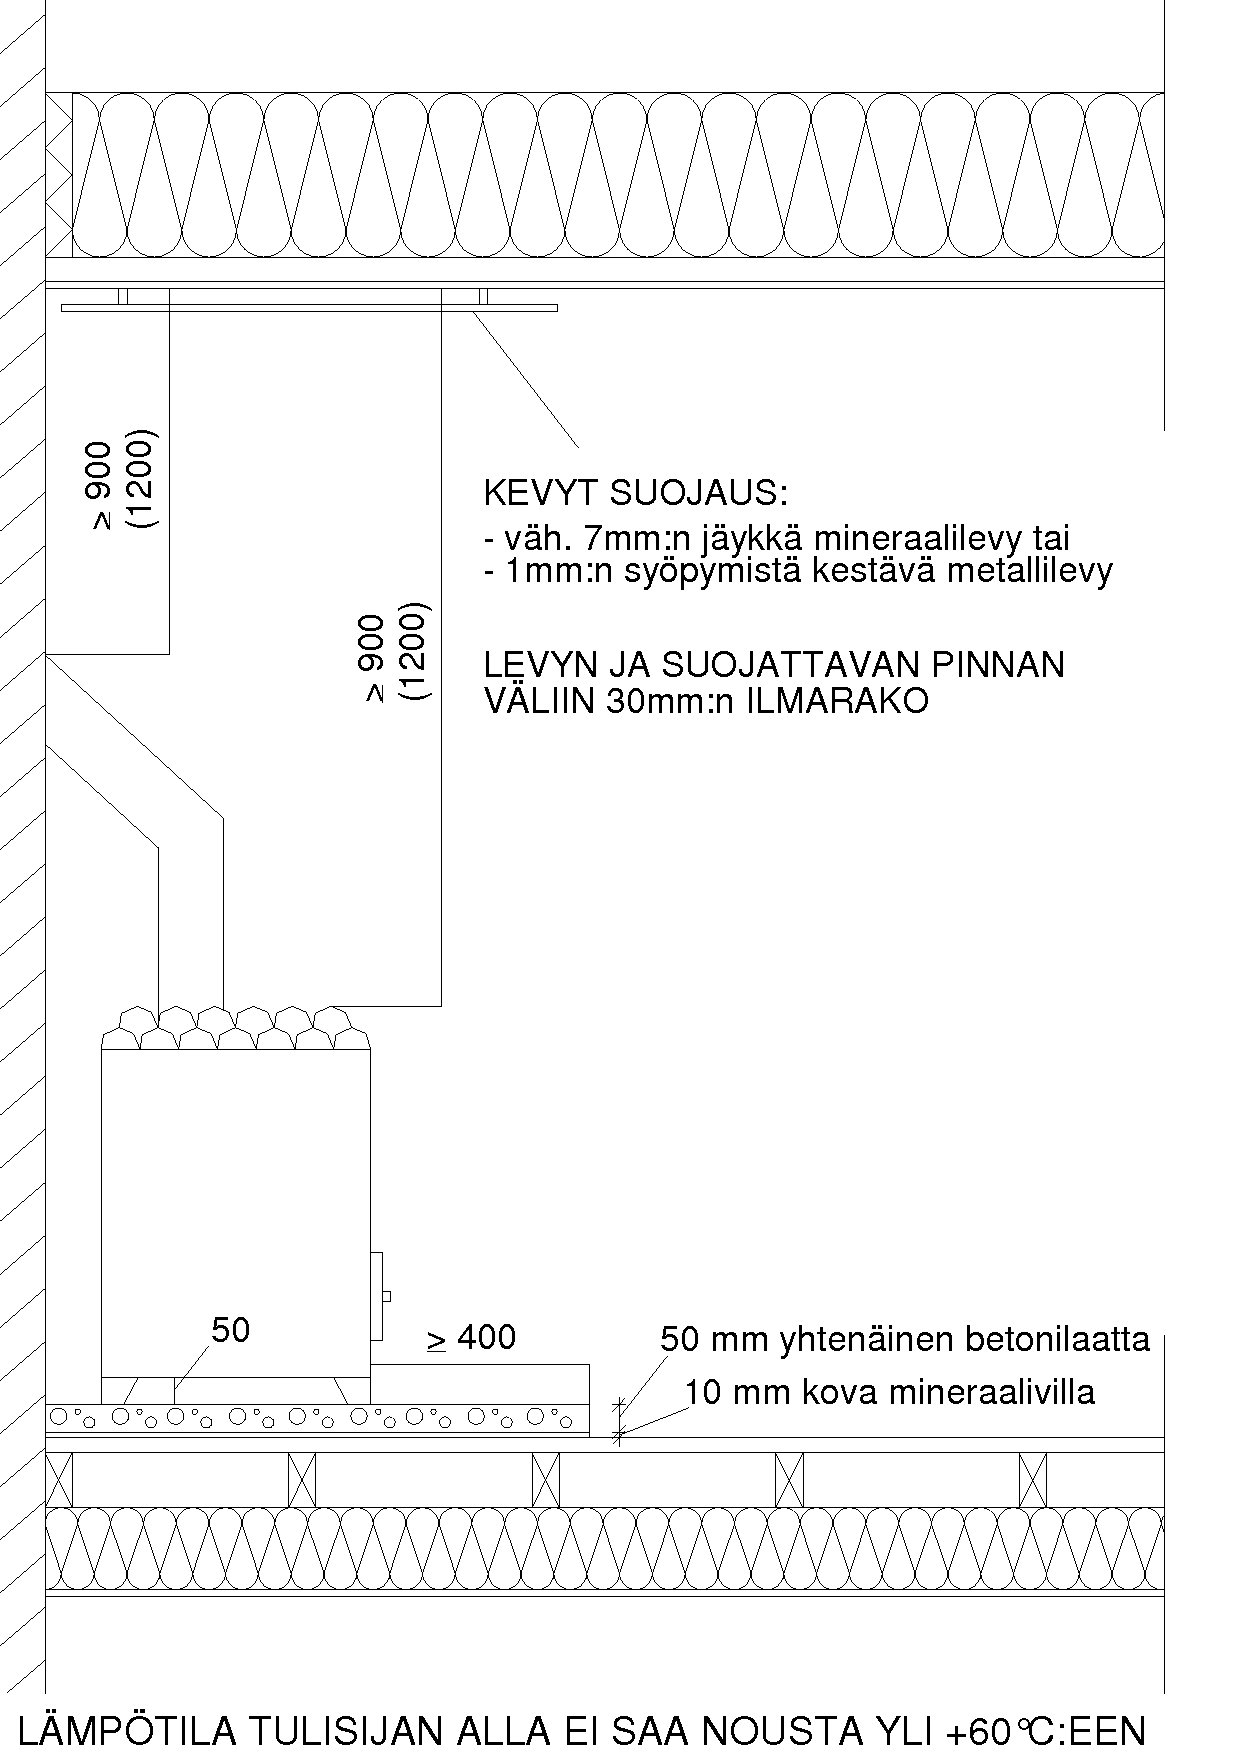 ≥ 900
(1200)
≥ 900
(1200)
KEVYT SUOJAUS:
- väh. 7mm:n jäykkä mineraalilevy tai
- 1mm:n syöpymistä kestävä metallilevy
LEVYN JA SUOJATTAVAN PINNAN
VÄLIIN 30mm:n ILMARAKO
50
≥ 400
50 mm yhtenäinen betonilaatta
10 mm kova mineraalivilla
LÄMPÖTILA TULISIJAN ALLA EI SAA NOUSTA YLI +60°C:EEN